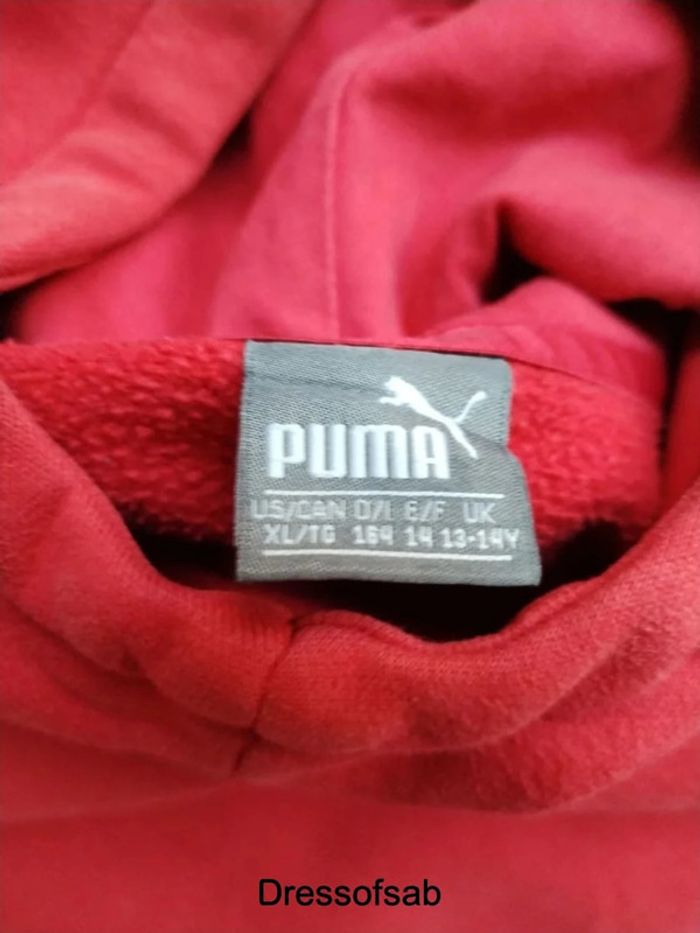 PUMA
US/CAN D/I E/F UK
XL/TG 164 14 13-14Y
Dressofsab